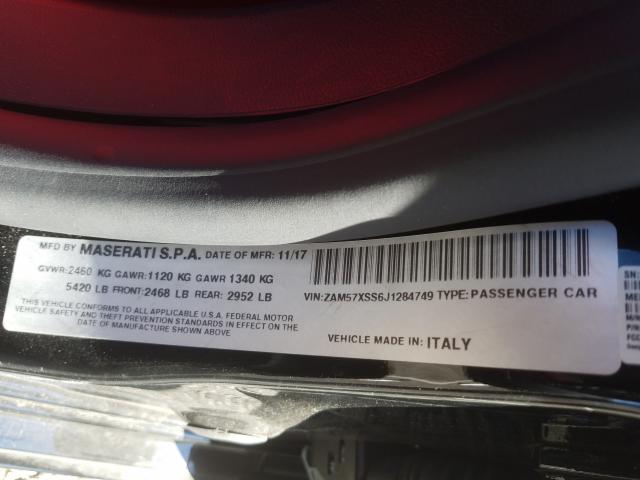 MFD BY MASERATI S.P.A. DATE OF MFR: 11/17
GVWR:2460 KG GAWR:1120 KG GAWR 1340 KG
5420 LB FRONT:2468 LB REAR: 2952 LB
THIS VEHICLE CONFORMS TO ALL APPLICABLE U.S.A. FEDERAL MOTOR
VEHICLE SAFETY AND THEFT PREVENTION STANDARDS IN EFFECT ON THE
DATE OF MANUFACTURE SHOWN ABOVE.
VIN:ZAM57XSS6J1284749 TYPE:PASSENGER CAR
VEHICLE MADE IN: ITALY